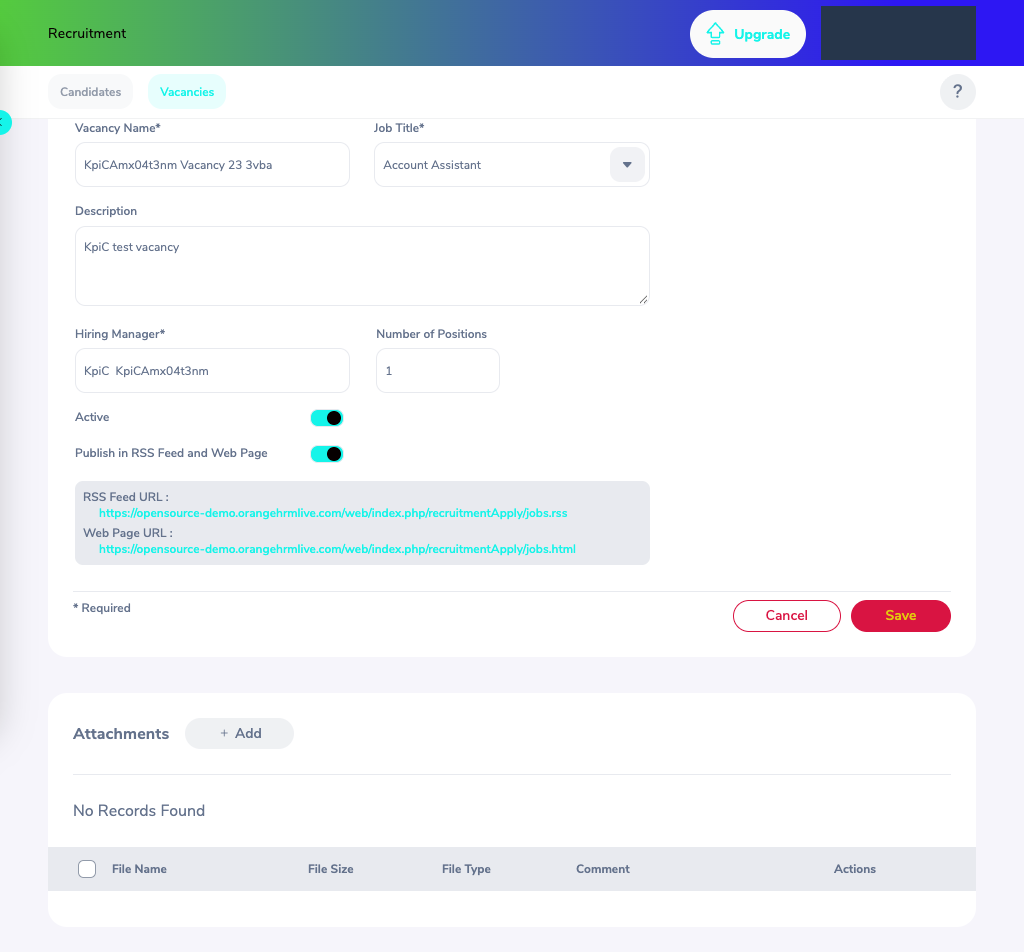 Recruitment
Upgrade
Candidates
Vacancies
?
Vacancy Name*
Job Title*
KpiCAmx04t3nm Vacancy 23 3vba
Account Assistant
Description
KpiC test vacancy
Hiring Manager*
Number of Positions
KpiC  KpiCAmx04t3nm
1
Active
Publish in RSS Feed and Web Page
RSS Feed URL :
https://opensource-demo.orangehrmlive.com/web/index.php/recruitmentApply/jobs.rss
Web Page URL :
https://opensource-demo.orangehrmlive.com/web/index.php/recruitmentApply/jobs.html
* Required
Cancel
Save
Attachments
+ Add
No Records Found
File Name
File Size
File Type
Comment
Actions